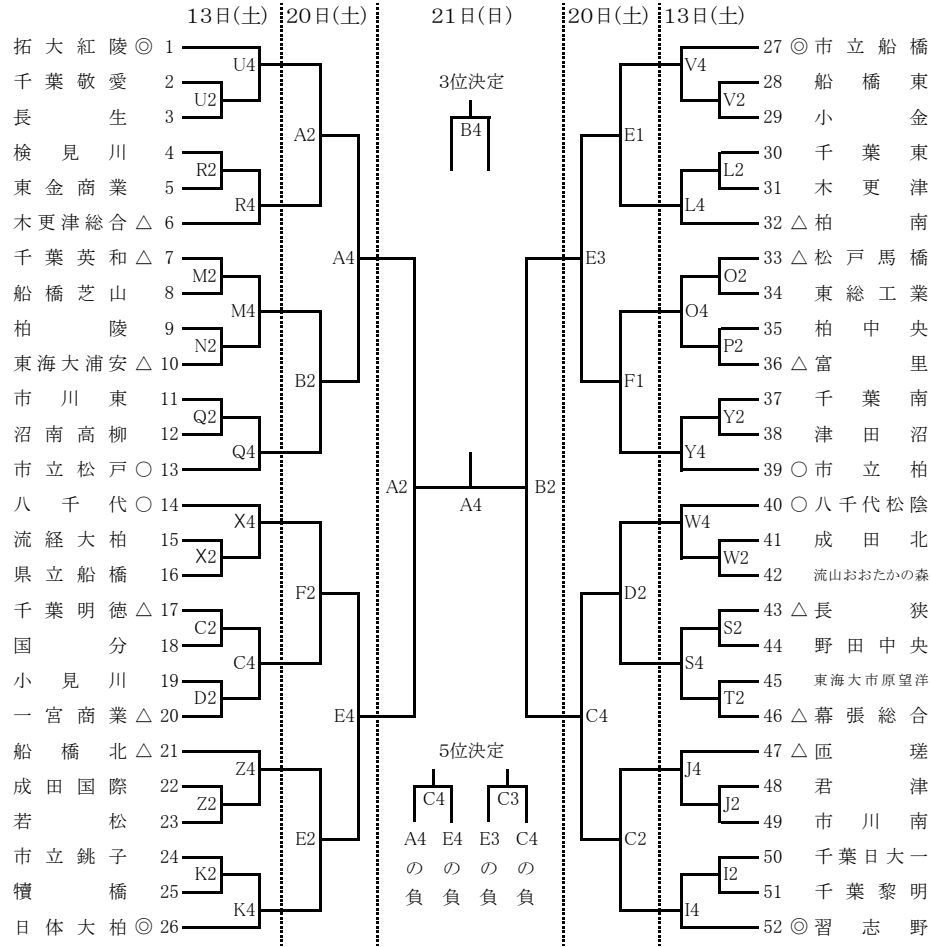 13日(土) 20日(土) 21日(日) 20日(土) 13日(土)
拓大紅陵◎ 1 27 ◎市立船橋
U4 V4
千葉敬愛 2 3位決定 28 船橋東
U2 V2
長生 3 29 小金
A2 B4 E1
検見川 4 30 千葉東
R2 L2
東金商業 5 31 木更津
R4 L4
木更津総合△ 6 32 △柏南
千葉英和△ 7 A4 E3 33 △松戸馬橋
M2 O2
船橋芝山 8 34 東総工業
M4 O4
柏陵 9 35 柏中央
N2 P2
東海大浦安△ 10 36 △富里
B2 F1
市川東 11 37 千葉南
Q2 Y2
沼南高柳 12 38 津田沼
Q4 Y4
市立松戸○ 13 39 ○市立柏
A2 B2
八千代○ 14 A4 40 ○八千代松陰
X4 W4
流経大柏 15 41 成田北
X2 W2
県立船橋 16 42 流山おおたかの森
F2 D2
千葉明徳△ 17 43 △長狭
C2 S2
国分 18 44 野田中央
C4 S4
小見川 19 45 東海大市原望洋
D2 T2
一宮商業△ 20 E4 C4 46 △幕張総合
船橋北△ 21 5位決定 47 △匝瑳
Z4 J4
成田国際 22 48 君津
Z2 C4 C3 J2
若松 23 49 市川南
E2 A4 E4 E3 C4 C2
市立銚子 24 の の の の 50 千葉日大一
K2 I2
犢橋 25 負 負 負 負 51 千葉黎明
K4 I4
日体大柏◎ 26 52 ◎習志野